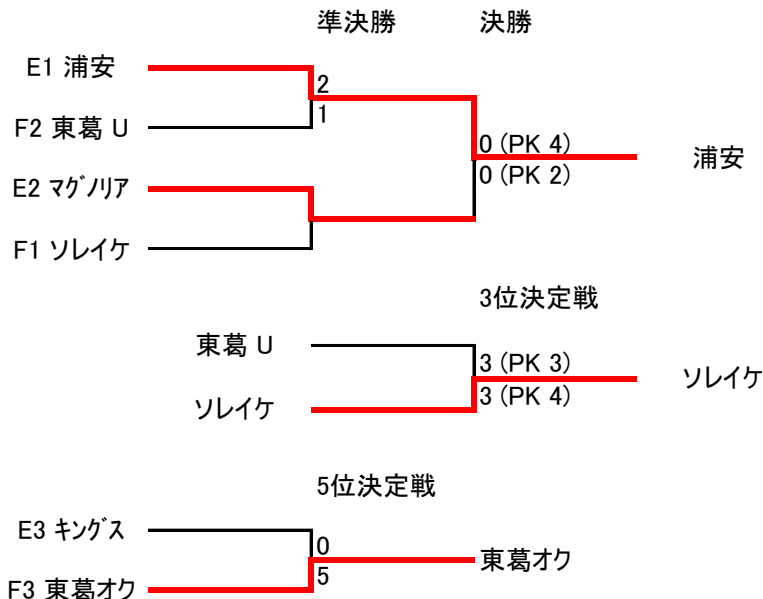 準決勝 決勝
E1 浦安
2
1
F2 東葛 U
0 (PK 4)
0 (PK 2)
浦安
E2 マグノリア
F1 ソレイケ
3位決定戦
東葛 U
3 (PK 3)
3 (PK 4)
ソレイケ
ソレイケ
5位決定戦
E3 キングス
0
5
東葛オク
F3 東葛オク